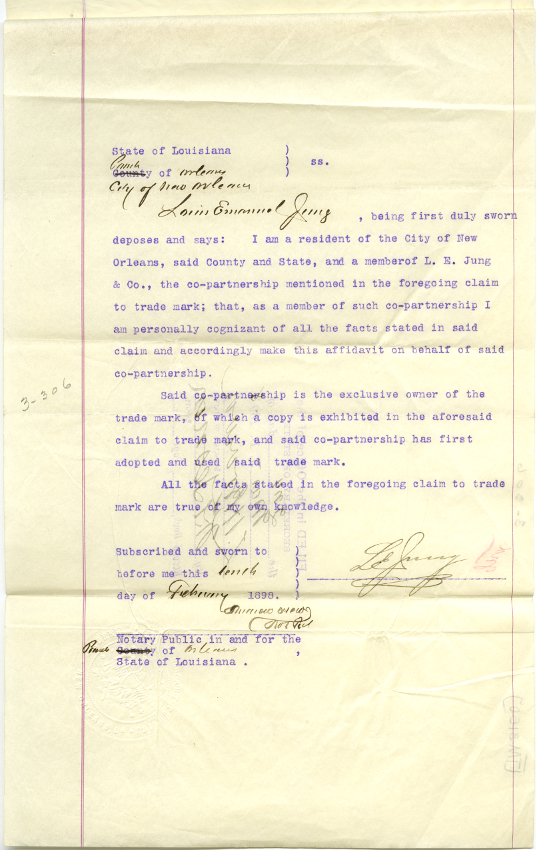 State of Louisiana )
Parish ) ss.
County of Orleans )
City of New Orleans
Louis Emanuel Jung , being first duly sworn
deposes and says: I am a resident of the City of New
Orleans, said County and State, and a memberof L. E. Jung
& Co., the co-partnership mentioned in the foregoing claim
to trade mark; that, as a member of such co-partnership I
am personally cognizant of all the facts stated in said
claim and accordingly make this affidavit on behalf of said
co-partnership.
3-306
Said co-partnership is the exclusive owner of the
trade mark, of which a copy is exhibited in the aforesaid
claim to trade mark, and said co-partnership has first
adopted and used said trade mark.
All the facts stated in the foregoing claim to trade
mark are true of my own knowledge.
Subscribed and sworn to )
before me this tenth ) L E Jung
day of February 1898. )
Not Pub
Notary Public in and for the
Parish County of Orleans ,
State of Louisiana .